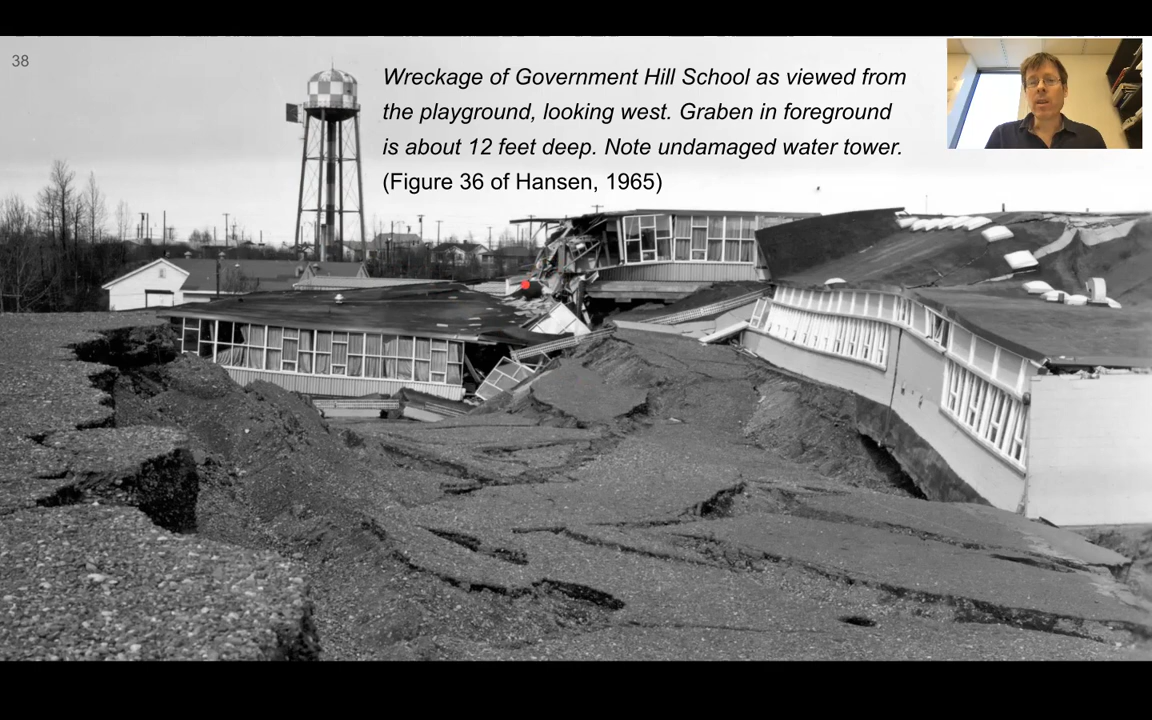 38
Wreckage of Government Hill School as viewed from
the playground, looking west. Graben in foreground
is about 12 feet deep. Note undamaged water tower.
(Figure 36 of Hansen, 1965)